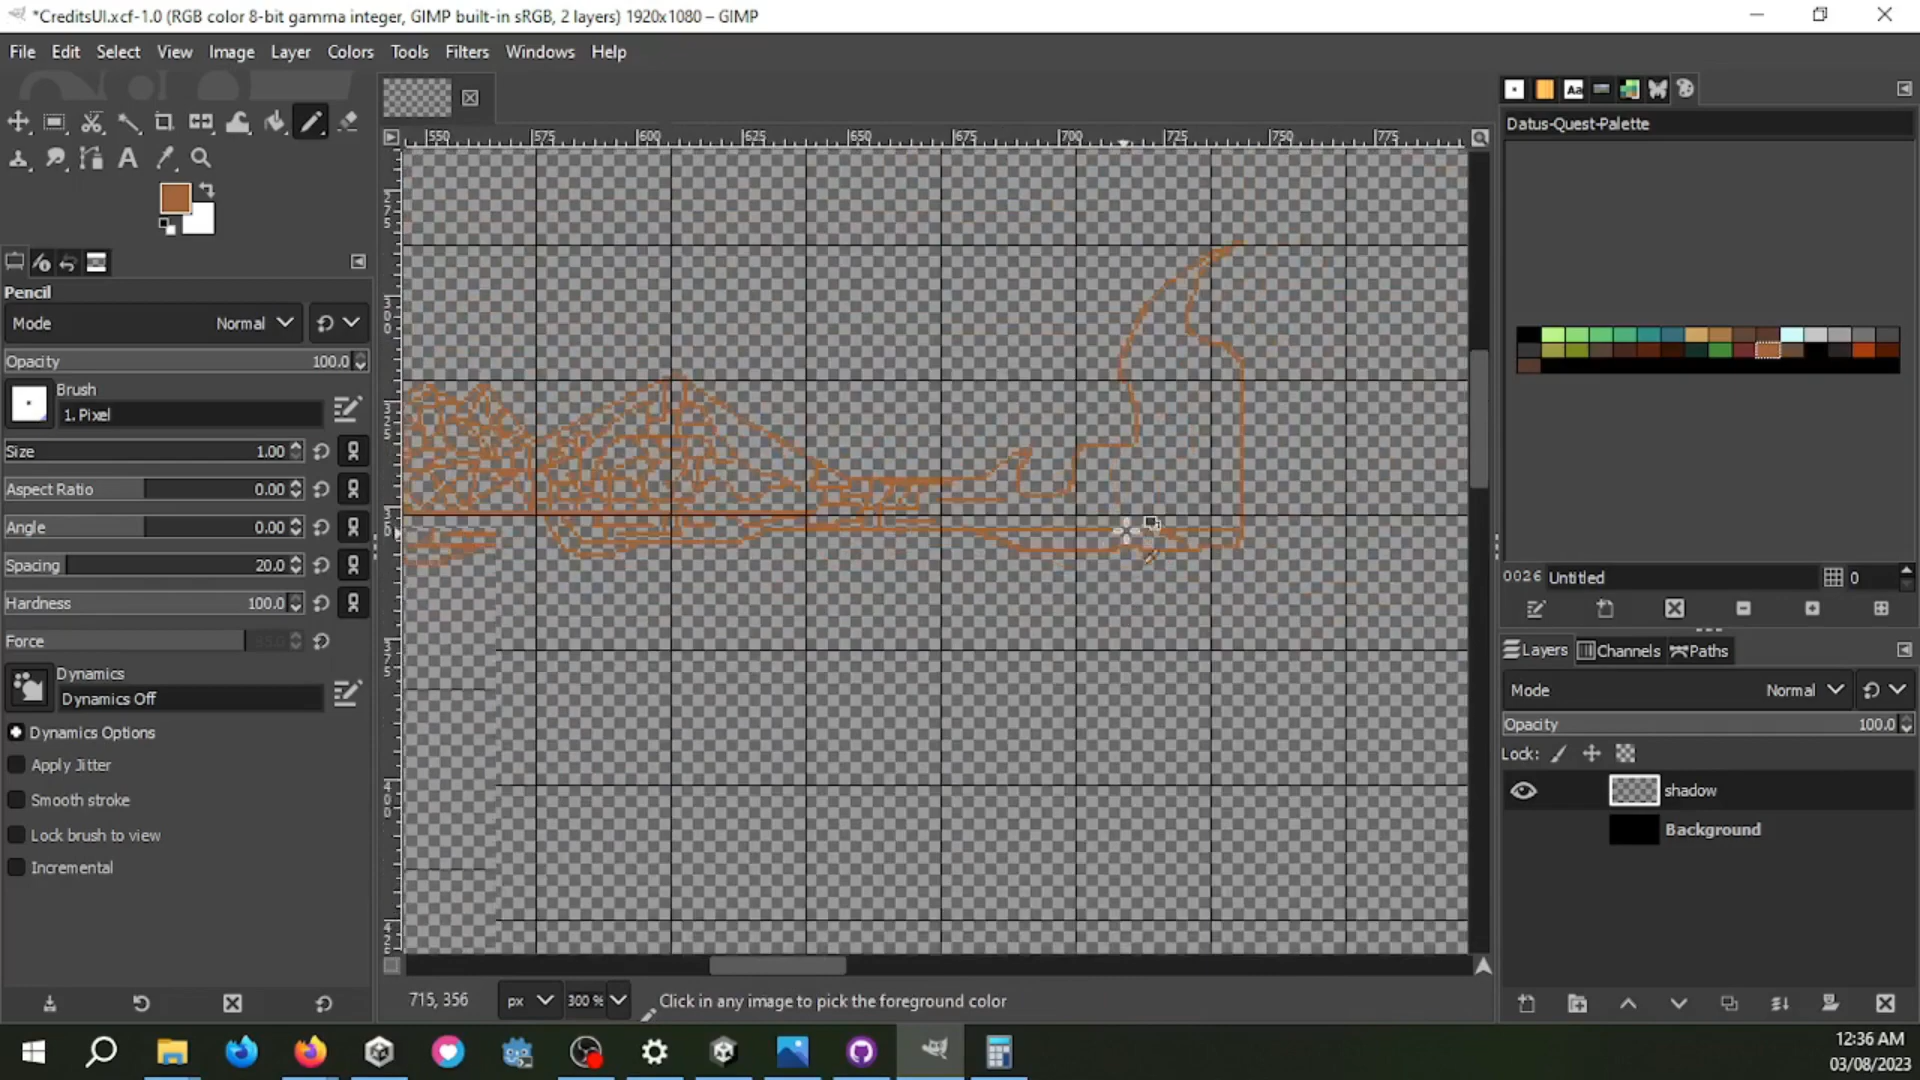 *CreditsUI.xcf-1.0 (RGB color 8-bit gamma integer, GIMP built-in sRGB, 2 layers) 1920x1080 – GIMP
File Edit Select View Image Layer Colors Tools Filters Windows Help
Datus-Quest-Palette
550 575 600 625 650 675 700 725 750 775
Pencil
Mode Normal
Opacity 100.0
Brush
1. Pixel
Size 1.00
Aspect Ratio 0.00
Angle 0.00
Spacing 20.0
Hardness 100.0
Force
Dynamics
Dynamics Off
Dynamics Options
Apply Jitter
Smooth stroke
Lock brush to view
Incremental
0026 Untitled 0
Layers Channels Paths
Mode Normal
Opacity 100.0
Lock:
shadow
Background
715, 356 px 300 % Click in any image to pick the foreground color
12:36 AM
03/08/2023